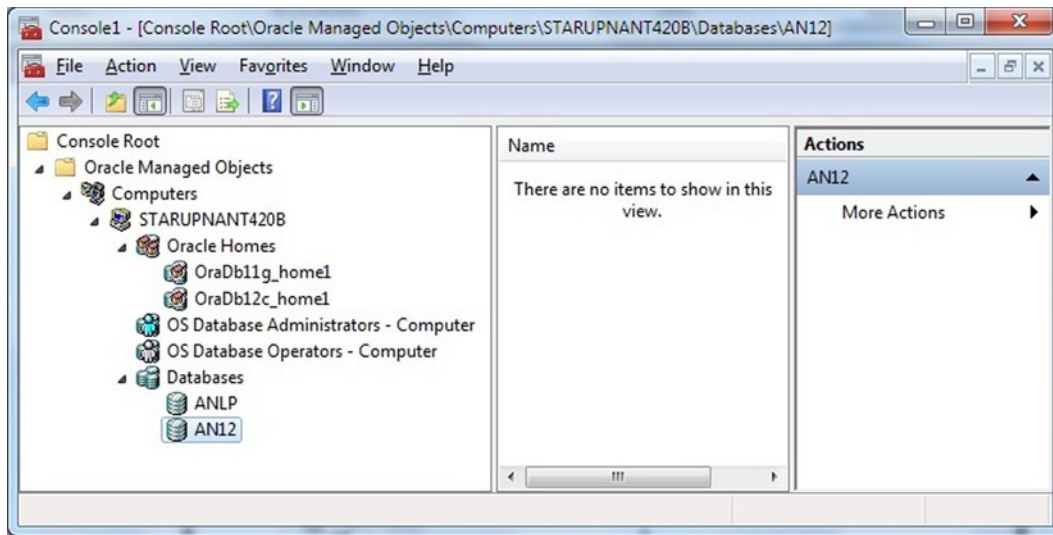 Console1 - [Console Root\Oracle Managed Objects\Computers\STARUPNANT420B\Databases\AN12]
File Action View Favorites Window Help
Console Root
Oracle Managed Objects
Computers
STARUPNANT420B
Oracle Homes
OraDb11g_home1
OraDb12c_home1
OS Database Administrators - Computer
OS Database Operators - Computer
Databases
ANLP
AN12
Name
There are no items to show in this
view.
Actions
AN12
More Actions